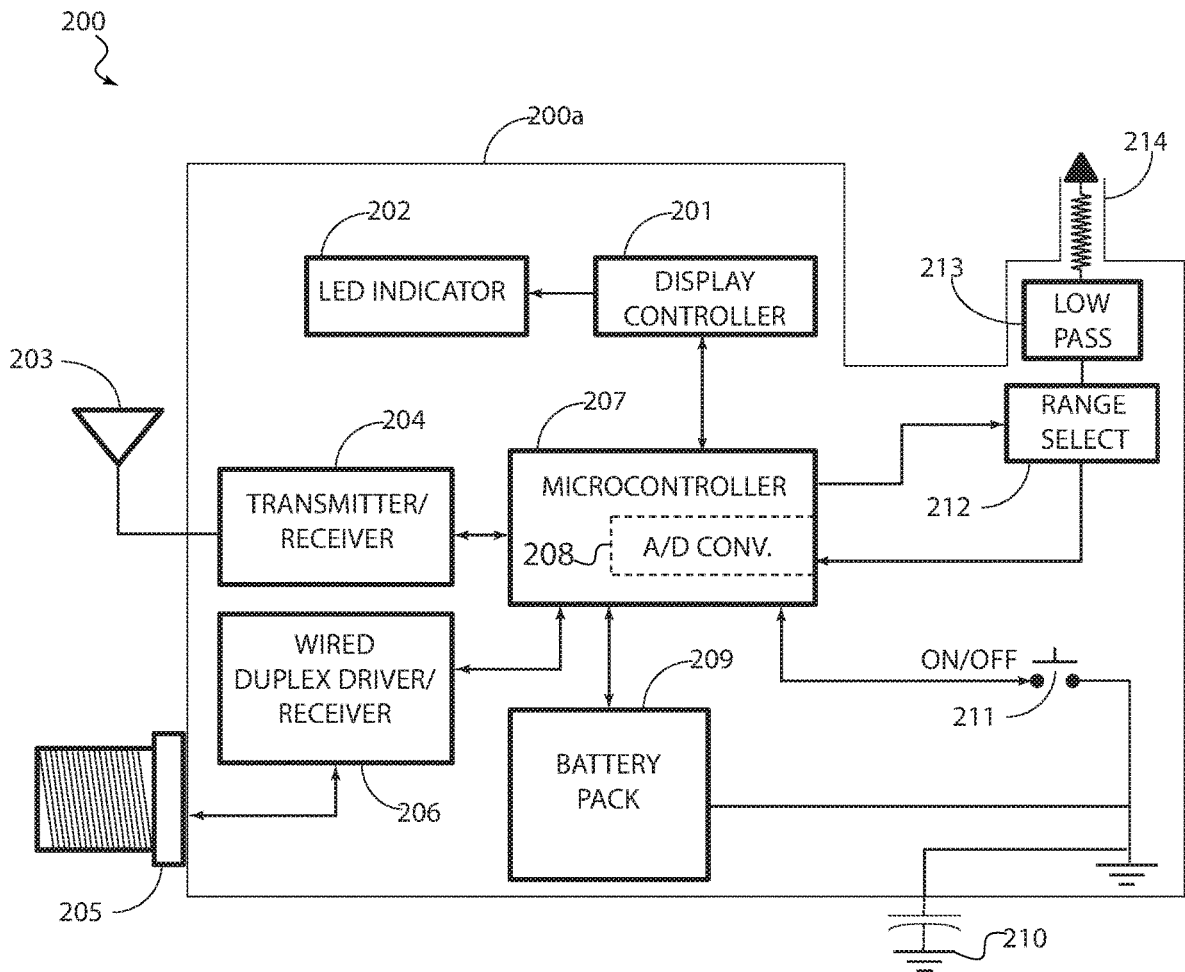 200
200a
214
202
201
LED INDICATOR
DISPLAY
CONTROLLER
213
LOW
PASS
203
204
207
RANGE
SELECT
TRANSMITTER/
RECEIVER
MICROCONTROLLER
212
208
A/D CONV.
WIRED
DUPLEX DRIVER/
RECEIVER
209
ON/OFF
211
BATTERY
PACK
206
205
210